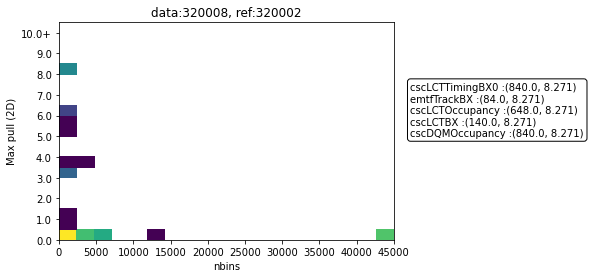 data:320008, ref:320002
10.0+
9.0
8.0
7.0
6.0
5.0
4.0
3.0
2.0
1.0
0.0
Max pull (2D)
0 5000 10000 15000 20000 25000 30000 35000 40000 45000
nbins
cscLCTTimingBX0 :(840.0, 8.271)
emtfTrackBX :(84.0, 8.271)
cscLCTOccupancy :(648.0, 8.271)
cscLCTBX :(140.0, 8.271)
cscDQMOccupancy :(840.0, 8.271)